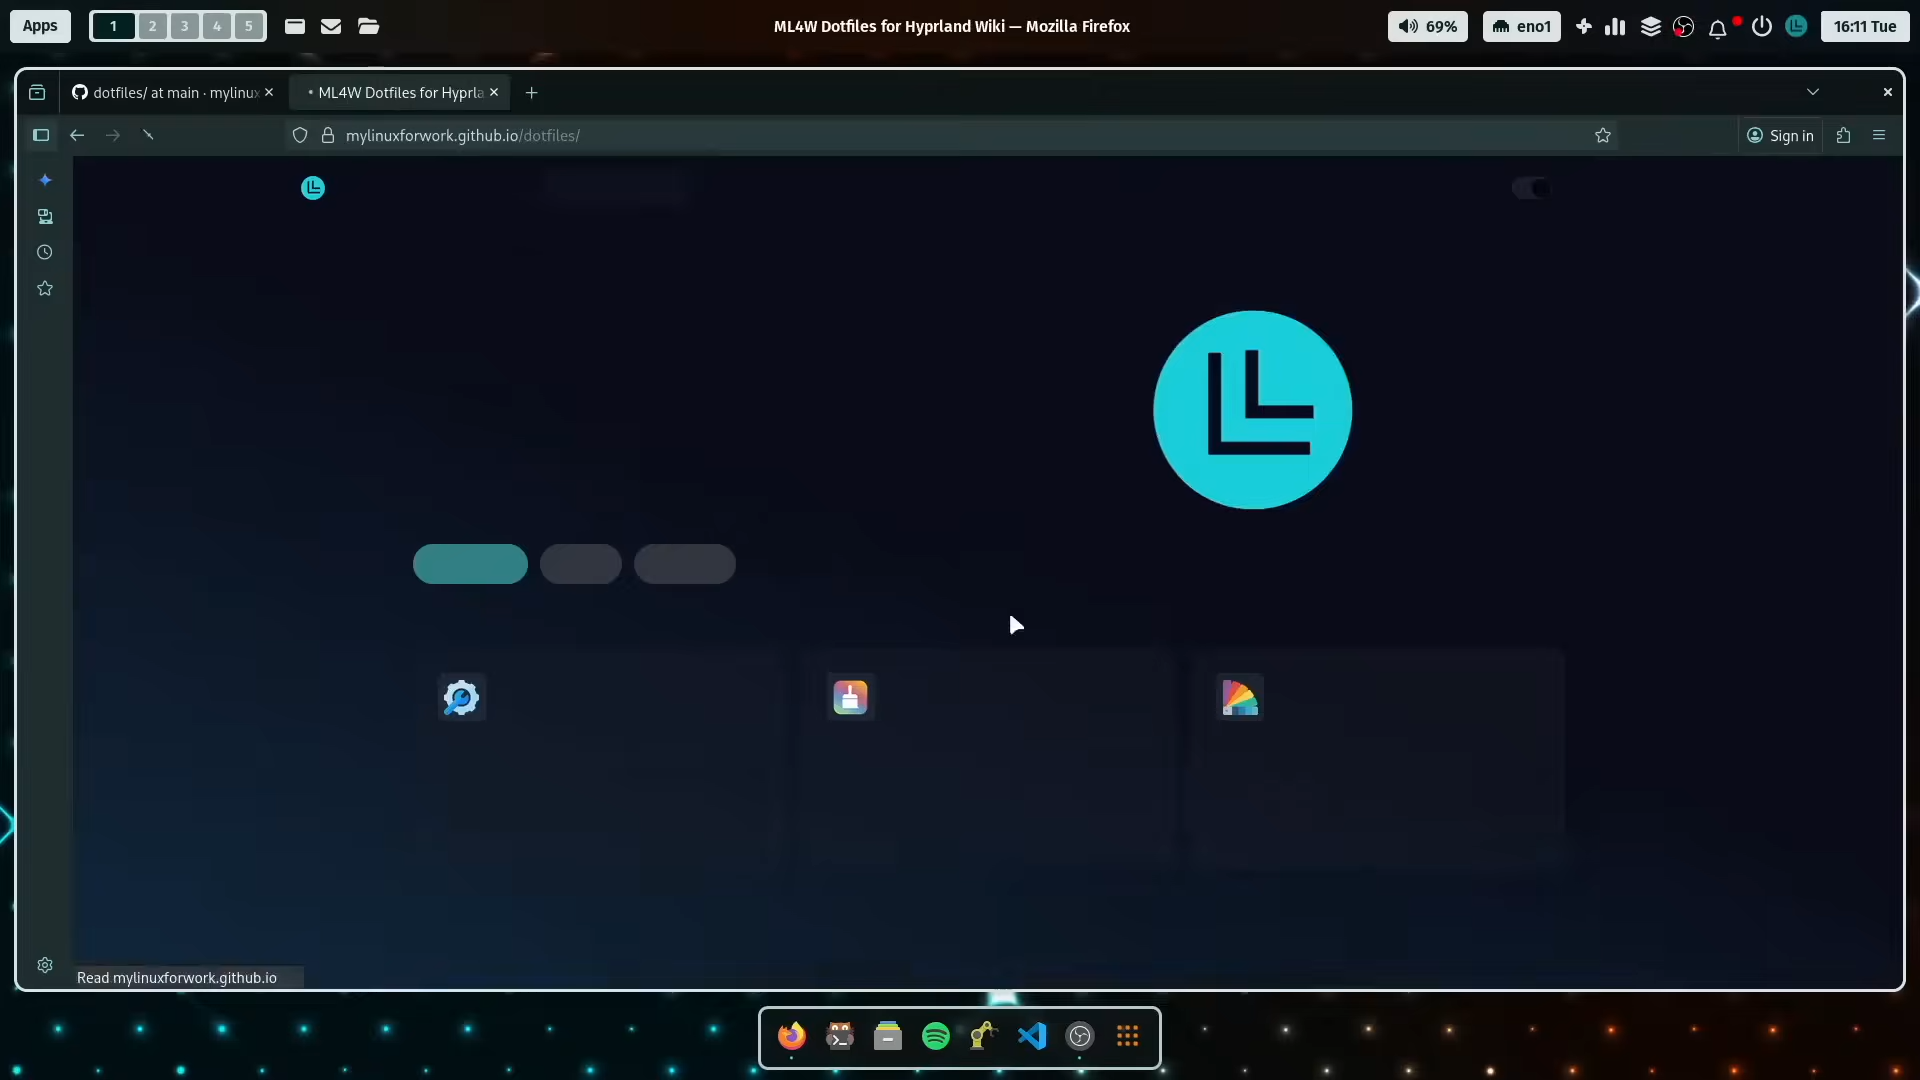 Apps
1 2 3 4 5
ML4W Dotfiles for Hyprland Wiki — Mozilla Firefox
69%
eno1
16:11 Tue
dotfiles/ at main · mylinux
ML4W Dotfiles for Hyprla
mylinuxforwork.github.io/dotfiles/
Sign in
Read mylinuxforwork.github.io